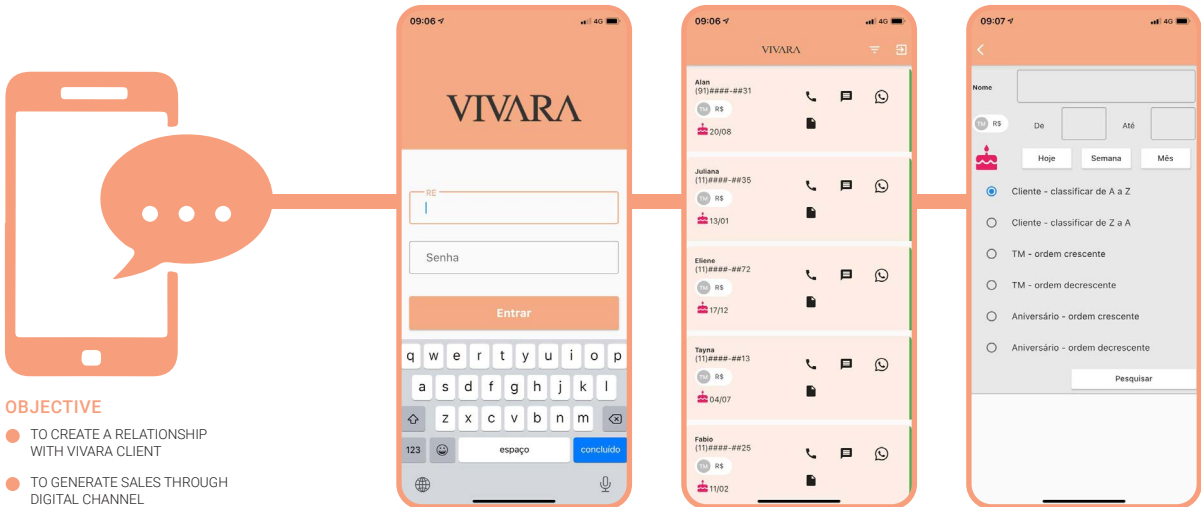 OBJECTIVE
TO CREATE A RELATIONSHIP
WITH VIVARA CLIENT
TO GENERATE SALES THROUGH
DIGITAL CHANNEL
09:06
4G
VIVARA
RE
Senha
Entrar
q w e r t y u i o p
a s d f g h j k l
z x c v b n m
123 espaço concluído
09:06
4G
VIVARA
Alan
(91)####-##31
TM R$
20/08
Juliana
(11)####-##35
TM R$
13/01
Eliene
(11)####-##72
TM R$
17/12
Tayna
(11)####-##13
TM R$
04/07
Fabio
(11)####-##25
TM R$
11/02
09:07
4G
Nome
TM R$ De Até
Hoje Semana Mês
Cliente - classificar de A a Z
Cliente - classificar de Z a A
TM - ordem crescente
TM - ordem decrescente
Aniversário - ordem crescente
Aniversário - ordem decrescente
Pesquisar